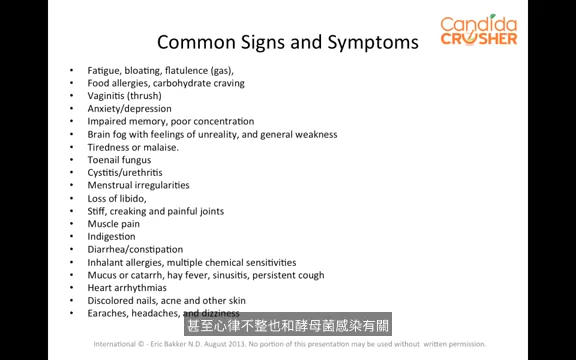 Candida
CRUSHER
Common Signs and Symptoms
• Fatigue, bloating, flatulence (gas),
• Food allergies, carbohydrate craving
• Vaginitis (thrush)
• Anxiety/depression
• Impaired memory, poor concentration
• Brain fog with feelings of unreality, and general weakness
• Tiredness or malaise.
• Toenail fungus
• Cystitis/urethritis
• Menstrual irregularities
• Loss of libido,
• Stiff, creaking and painful joints
• Muscle pain
• Indigestion
• Diarrhea/constipation
• Inhalant allergies, multiple chemical sensitivities
• Mucus or catarrh, hay fever, sinusitis, persistent cough
• Heart arrhythmias
• Discolored nails, acne and other skin
• Earaches, headaches, and dizziness
甚至心律不整也和酵母菌感染有關
International © - Eric Bakker N.D. August 2013. No portion of this presentation may be used without written permission.